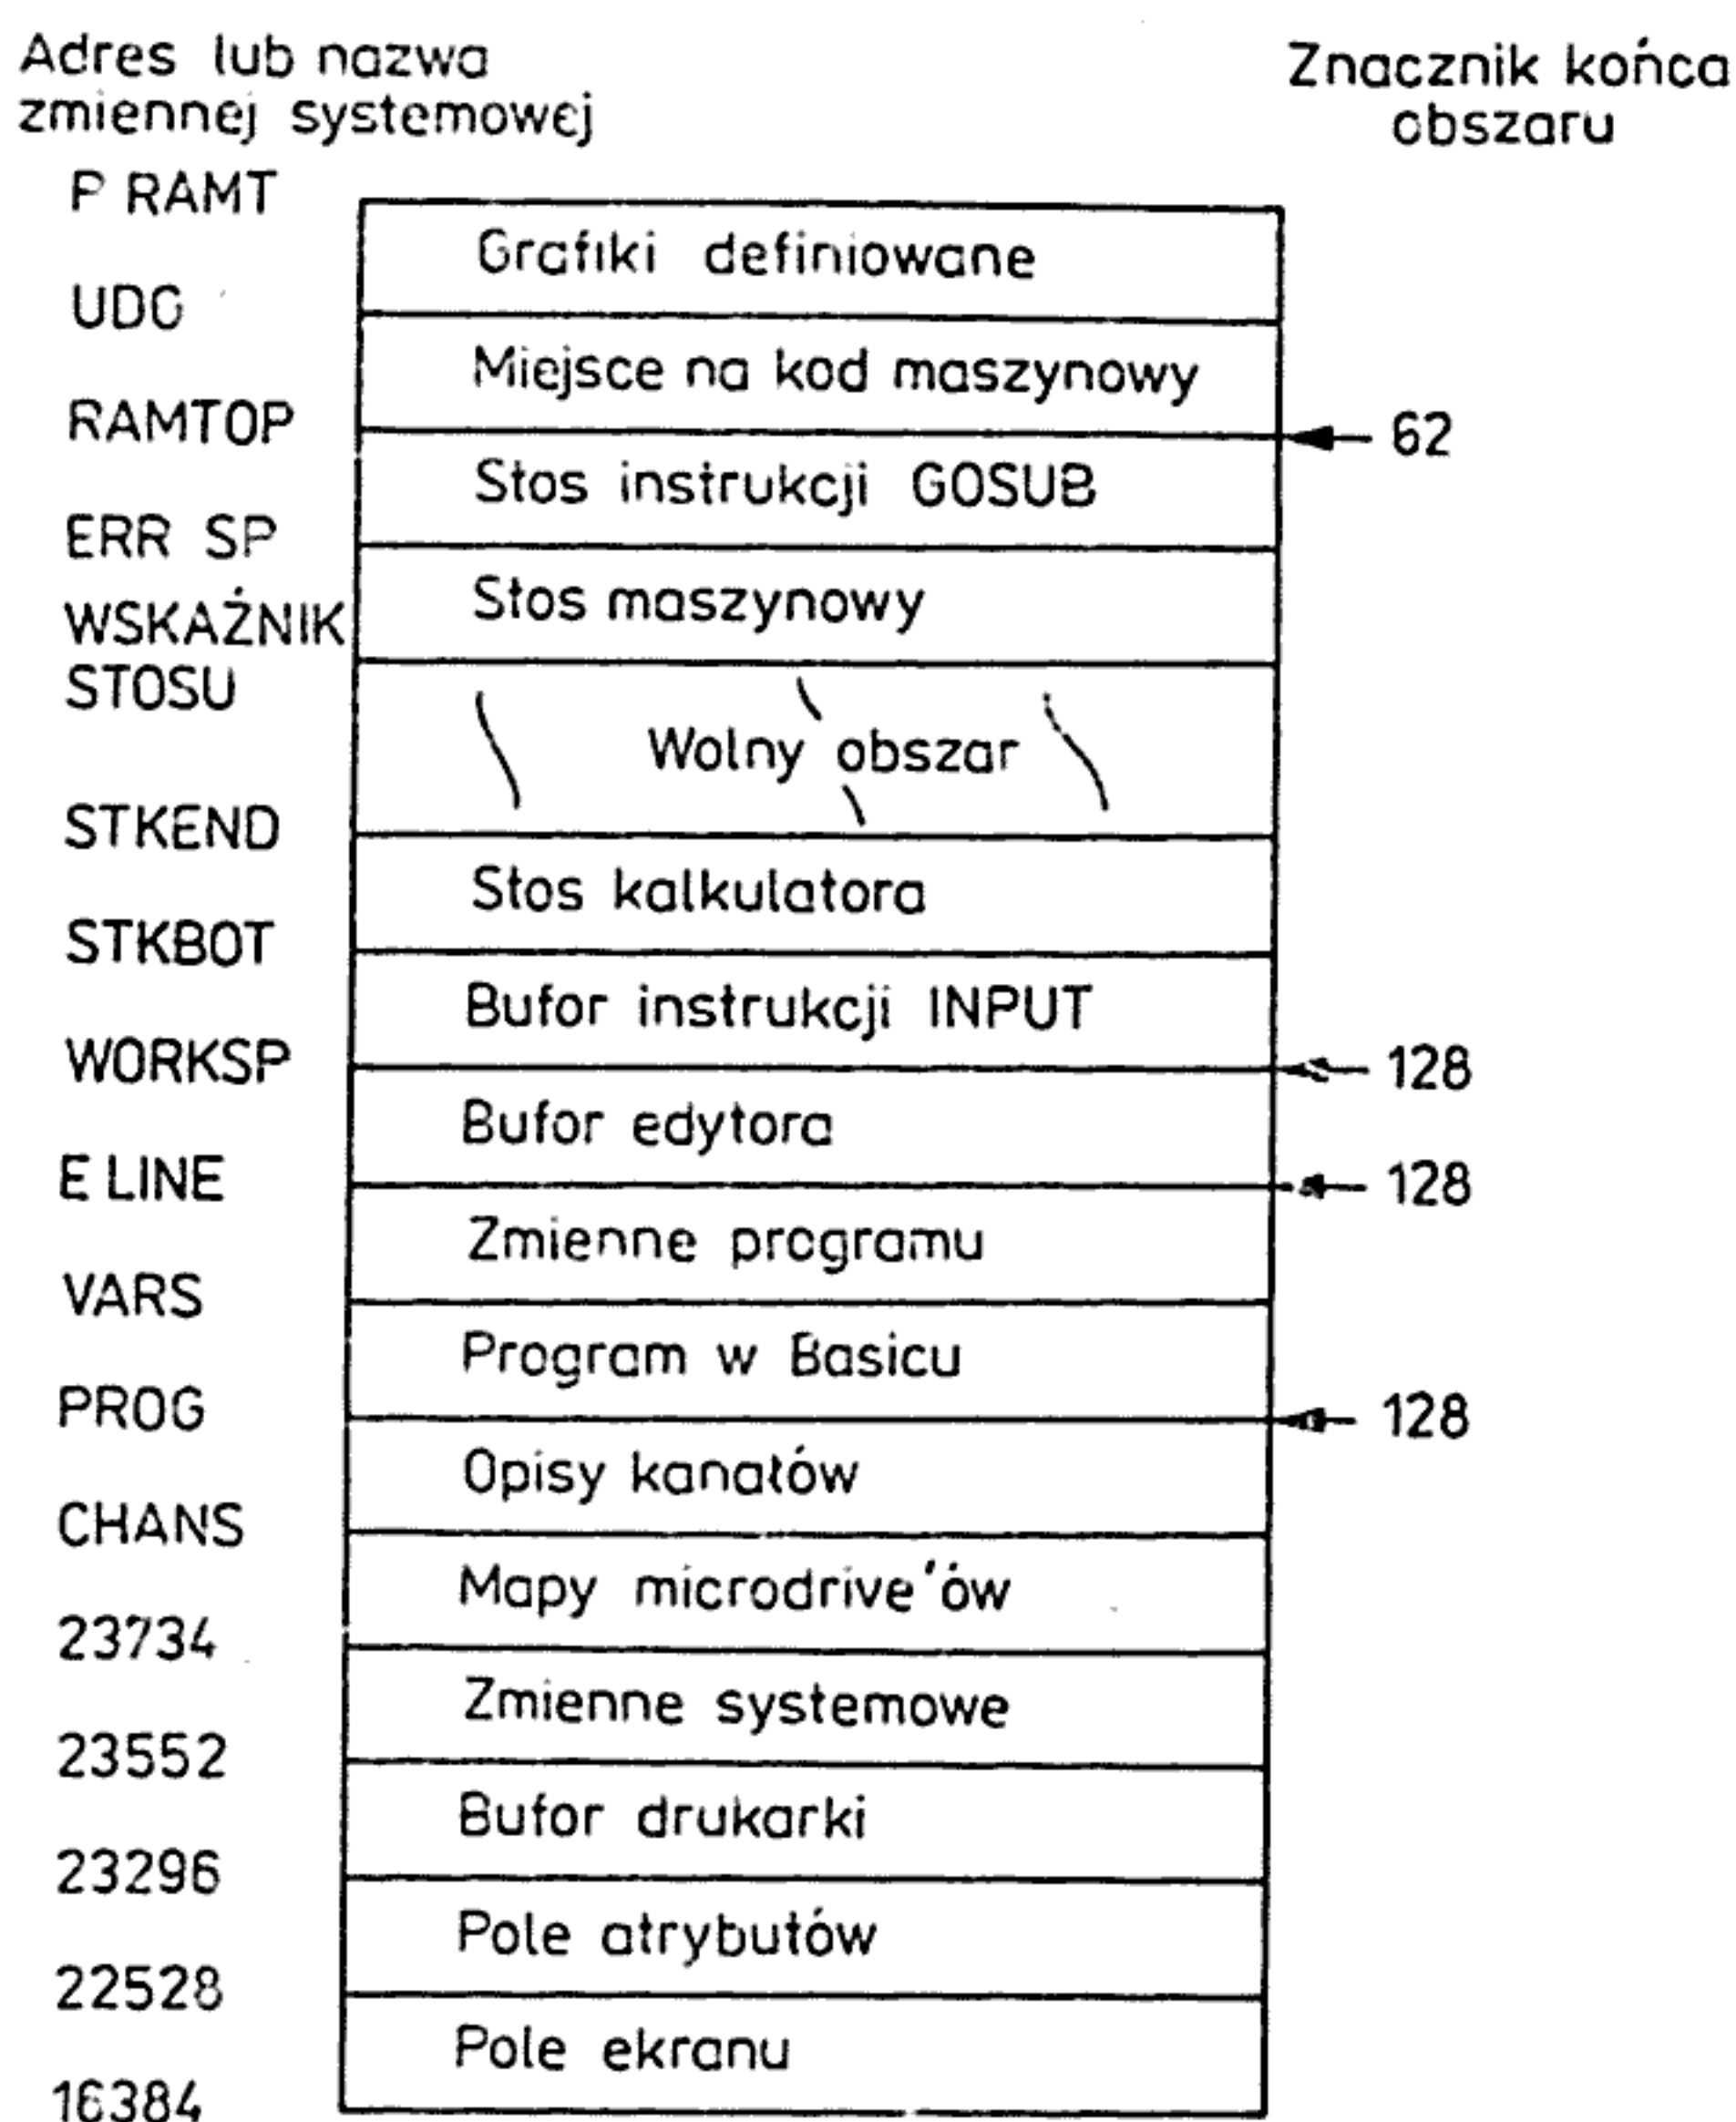 Adres lub nazwa
zmiennej systemowej
Znacznik końca
obszaru
P RAMT
Grafiki definiowane
UDG
Miejsce na kod maszynowy
RAMTOP
62
Stos instrukcji GOSUB
ERR SP
Stos maszynowy
WSKAŹNIK
STOSU
Wolny obszar
STKEND
Stos kalkulatora
STKBOT
Bufor instrukcji INPUT
WORKSP
128
Bufor edytora
E LINE
128
Zmienne programu
VARS
Program w Basicu
PROG
128
Opisy kanałów
CHANS
Mapy microdrive'ów
23734
Zmienne systemowe
23552
Bufor drukarki
23296
Pole atrybutów
22528
Pole ekranu
16384